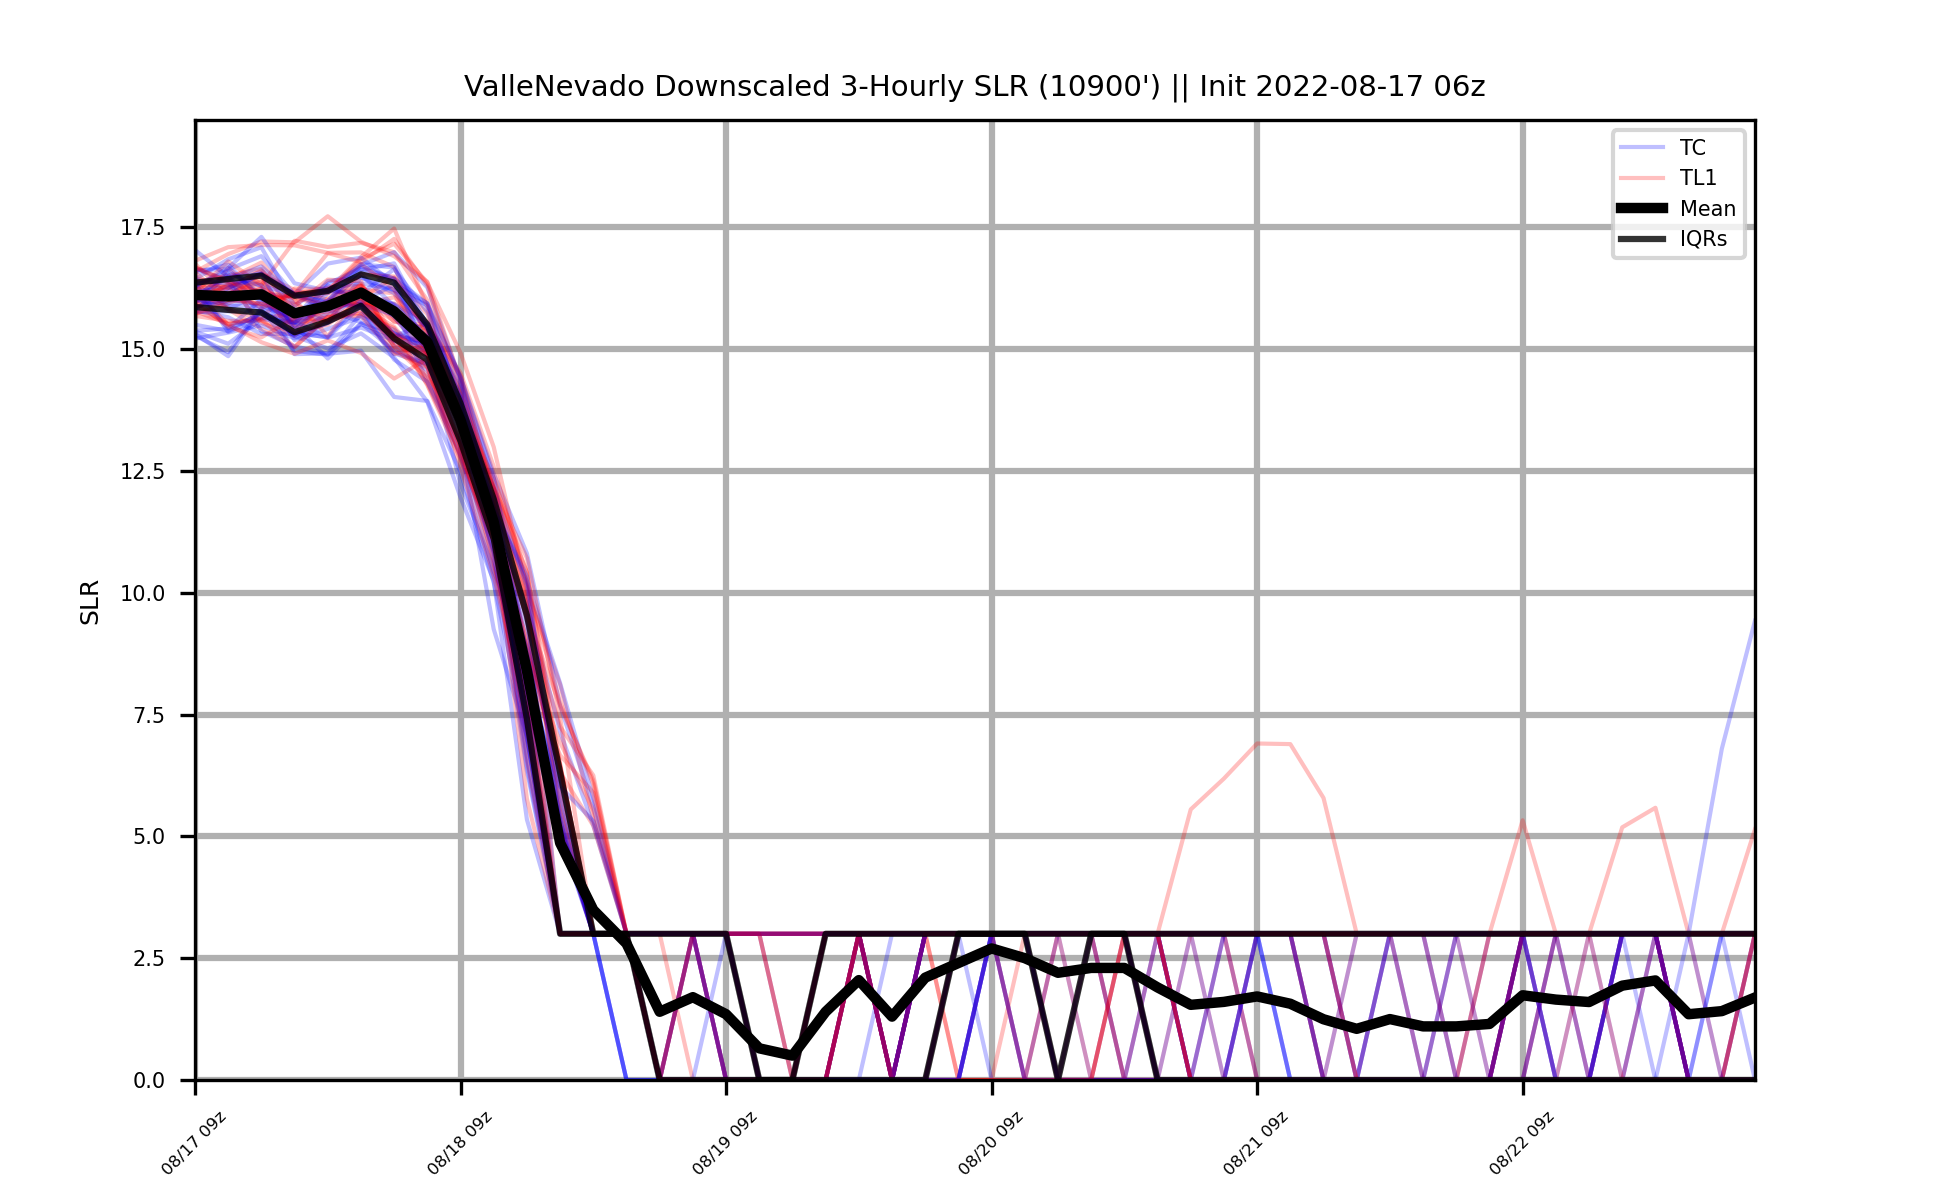 ValleNevado Downscaled 3-Hourly SLR (10900') || Init 2022-08-17 06z
TC
TL1
Mean
IQRs
SLR
17.5
15.0
12.5
10.0
7.5
5.0
2.5
0.0
08/17 09z
08/18 09z
08/19 09z
08/20 09z
08/21 09z
08/22 09z